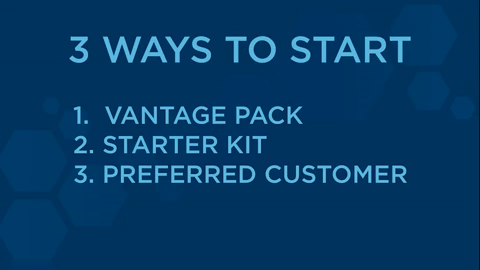 3 WAYS TO START
1. VANTAGE PACK
2. STARTER KIT
3. PREFERRED CUSTOMER